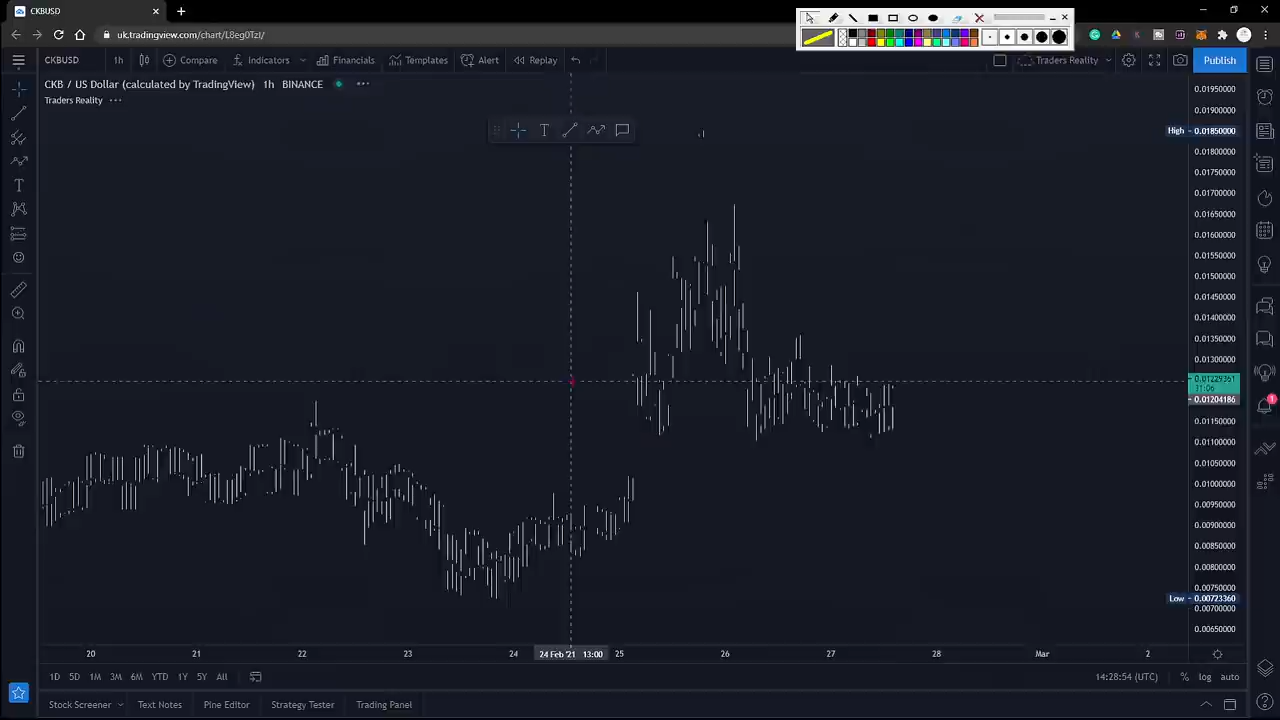 CKBUSD
tradingview.com/chart/dpbhaUTI/
CKBUSD 1h Compare Indicators Financials Templates Alert Replay Traders Reality Publish
CKB / US Dollar (calculated by TradingView) 1h BINANCE
Traders Reality
T
T
0.01950000
0.01900000
High 0.01850000
0.01800000
0.01750000
0.01700000
0.01650000
0.01600000
0.01550000
0.01500000
0.01450000
0.01400000
0.01350000
0.01300000
0.01229361
31:06
0.01204186
0.01150000
0.01100000
0.01050000
0.01000000
0.00950000
0.00900000
0.00850000
0.00800000
0.00750000
Low 0.00723360
0.00700000
0.00650000
20 21 22 23 24 24 Feb '21 13:00 25 26 27 28 Mar 2
1D 5D 1M 3M 6M YTD 1Y 5Y All 14:28:54 (UTC) % log auto
Stock Screener Text Notes Pine Editor Strategy Tester Trading Panel
1